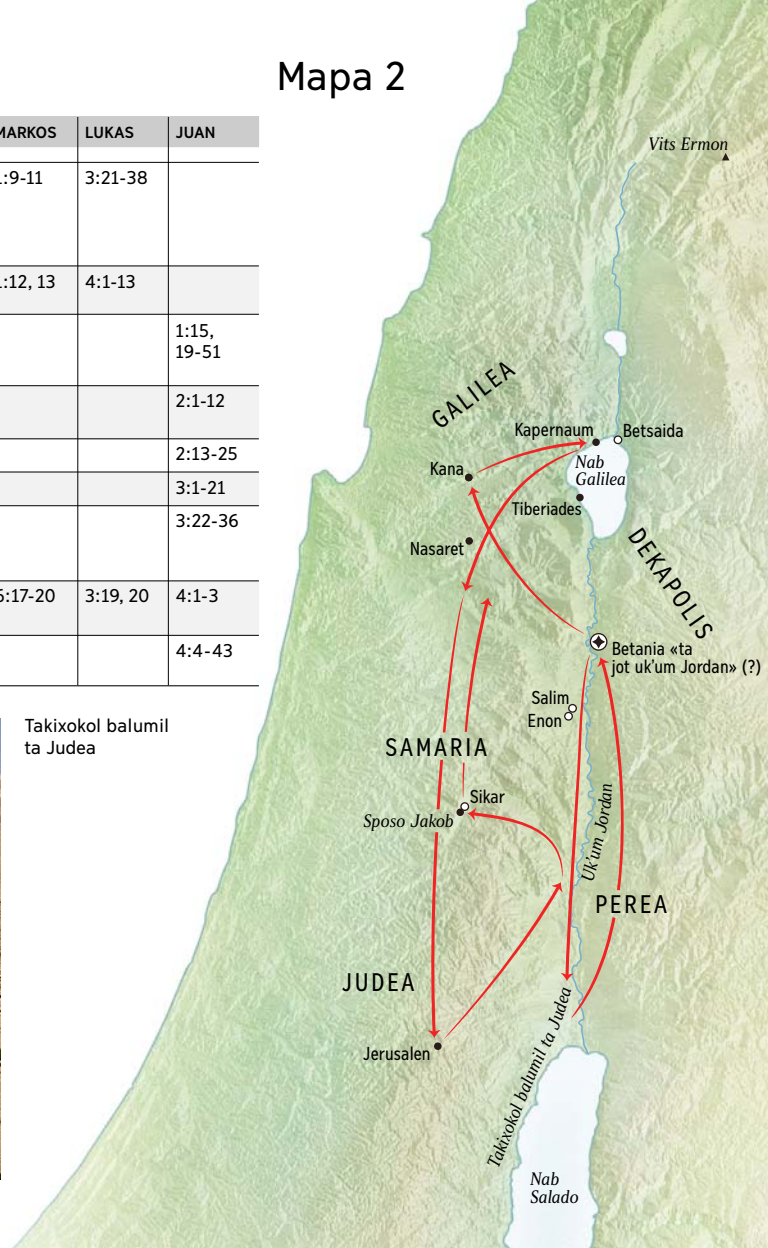 Mapa 2
MARKOS LUKAS JUAN
:9-11 3:21-38
:12, 13 4:1-13
1:15,
19-51
2:1-12
2:13-25
3:1-21
3:22-36
:17-20 3:19, 20 4:1-3
4:4-43
Takixokol balumil
ta Judea
Vits Ermon
GALILEA
Kapernaum
Betsaida
Kana
Nab
Galilea
Tiberiades
Nasaret
DEKAPOLIS
Betania «ta
jot uk'um Jordan» (?)
Salim
Enon
SAMARIA
Sikar
Sposo Jakob
Uk'um Jordan
PEREA
JUDEA
Takixokol balumil ta Judea
Jerusalen
Nab
Salado